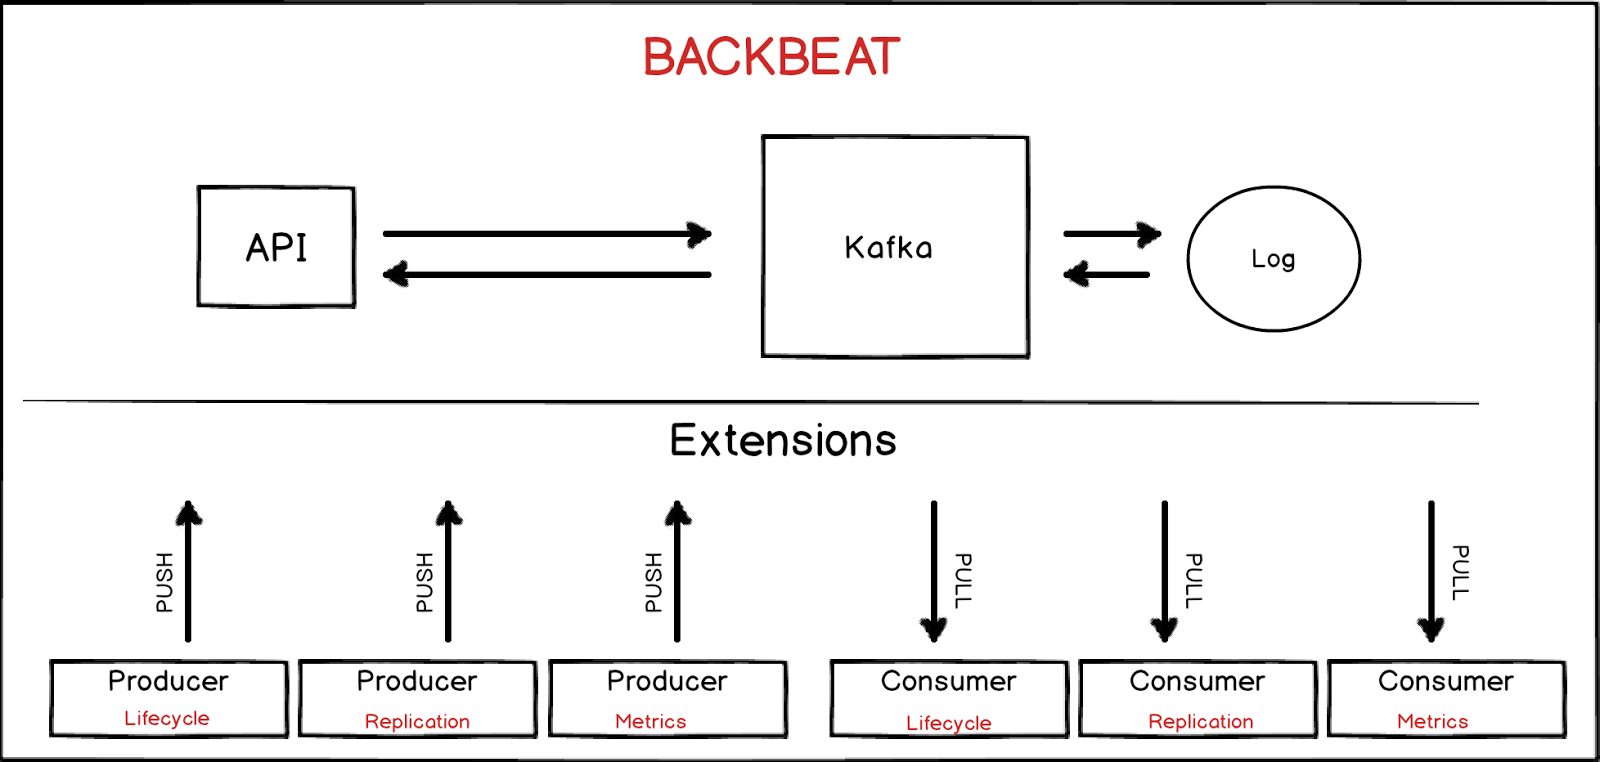 BACKBEAT
API
Kafka
Log
Extensions
PUSH
PUSH
PUSH
PULL
PULL
PULL
Producer
Lifecycle
Producer
Replication
Producer
Metrics
Consumer
Lifecycle
Consumer
Replication
Consumer
Metrics